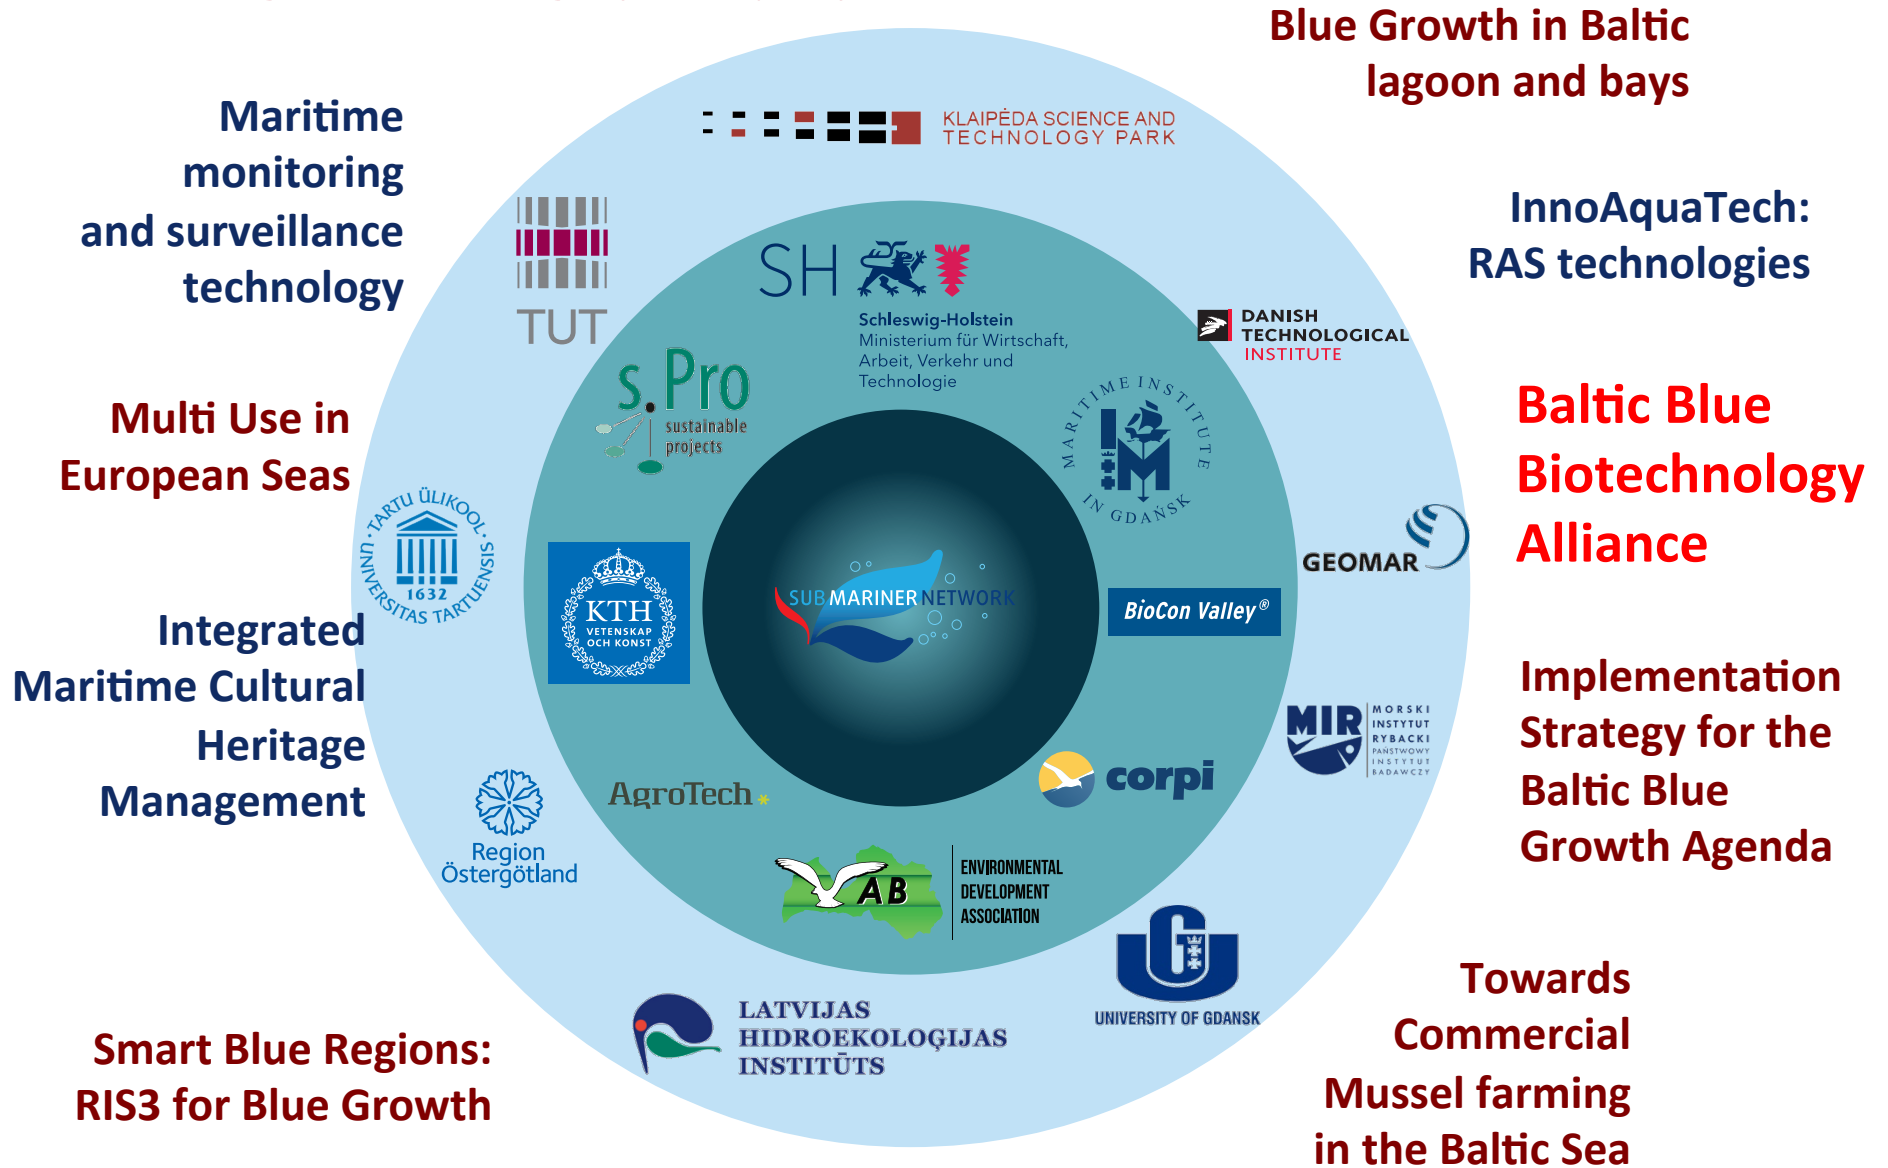 Blue Growth in Baltic
lagoon and bays
Maritime
monitoring
and surveillance
technology
KLAIPĖDA SCIENCE AND
TECHNOLOGY PARK
TUT
SH
Schleswig-Holstein
Ministerium für Wirtschaft,
Arbeit, Verkehr und
Technologie
InnoAquaTech:
RAS technologies
DANISH
TECHNOLOGICAL
INSTITUTE
s.Pro
sustainable
projects
MARITIME INSTITUTE
IN GDAŃSK
Multi Use in
European Seas
Baltic Blue
Biotechnology
Alliance
UNIVERSITAS TARTUENSIS · TARTU ÜLIKOOL ·
1632
KTH
VETENSKAP
OCH KONST
SUBMARINER NETWORK
BioCon Valley®
GEOMAR
Integrated
Maritime Cultural
Heritage
Management
Implementation
Strategy for the
Baltic Blue
Growth Agenda
MIR
MORSKI
INSTYTUT
RYBACKI
PAŃSTWOWY
INSTYTUT
BADAWCZY
corpi
AgroTech
Region
Östergötland
AB
ENVIRONMENTAL
DEVELOPMENT
ASSOCIATION
UG
UNIVERSITY OF GDANSK
LATVIJAS
HIDROEKOLOĢIJAS
INSTITŪTS
Smart Blue Regions:
RIS3 for Blue Growth
Towards
Commercial
Mussel farming
in the Baltic Sea